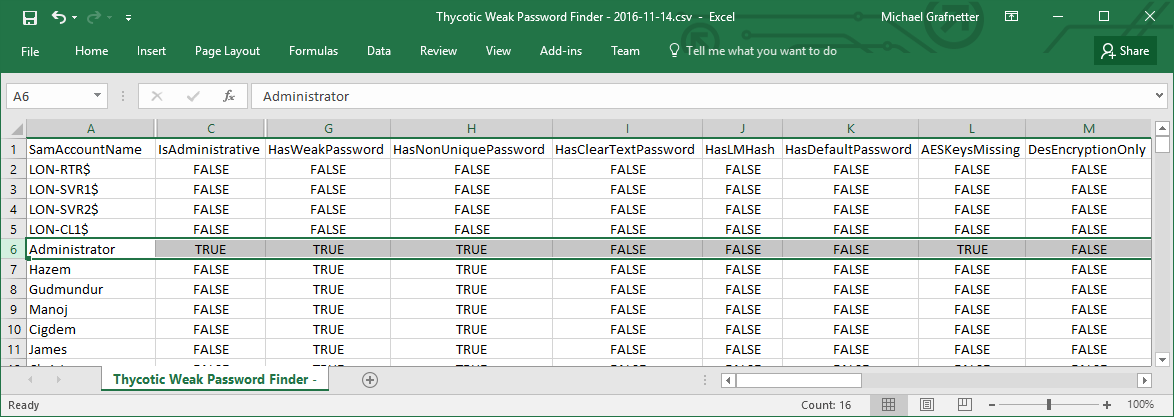 Thycotic Weak Password Finder - 2016-11-14.csv - Excel
Michael Grafnetter
File Home Insert Page Layout Formulas Data Review View Add-ins Team Tell me what you want to do Share
A6 fx Administrator
A C G H I J K L M
1 SamAccountName IsAdministrative HasWeakPassword HasNonUniquePassword HasClearTextPassword HasLMHash HasDefaultPassword AESKeysMissing DesEncryptionOnly
2 LON-RTR$ FALSE FALSE FALSE FALSE FALSE FALSE FALSE FALSE
3 LON-SVR1$ FALSE FALSE FALSE FALSE FALSE FALSE FALSE FALSE
4 LON-SVR2$ FALSE FALSE FALSE FALSE FALSE FALSE FALSE FALSE
5 LON-CL1$ FALSE FALSE FALSE FALSE FALSE FALSE FALSE FALSE
6 Administrator TRUE TRUE TRUE FALSE FALSE FALSE TRUE FALSE
7 Hazem FALSE TRUE TRUE FALSE FALSE FALSE FALSE FALSE
8 Gudmundur FALSE TRUE TRUE FALSE FALSE FALSE FALSE FALSE
9 Manoj FALSE TRUE TRUE FALSE FALSE FALSE FALSE FALSE
10 Cigdem FALSE TRUE TRUE FALSE FALSE FALSE FALSE FALSE
11 James FALSE TRUE TRUE FALSE FALSE FALSE FALSE FALSE
Thycotic Weak Password Finder -
Ready Count: 16 100%